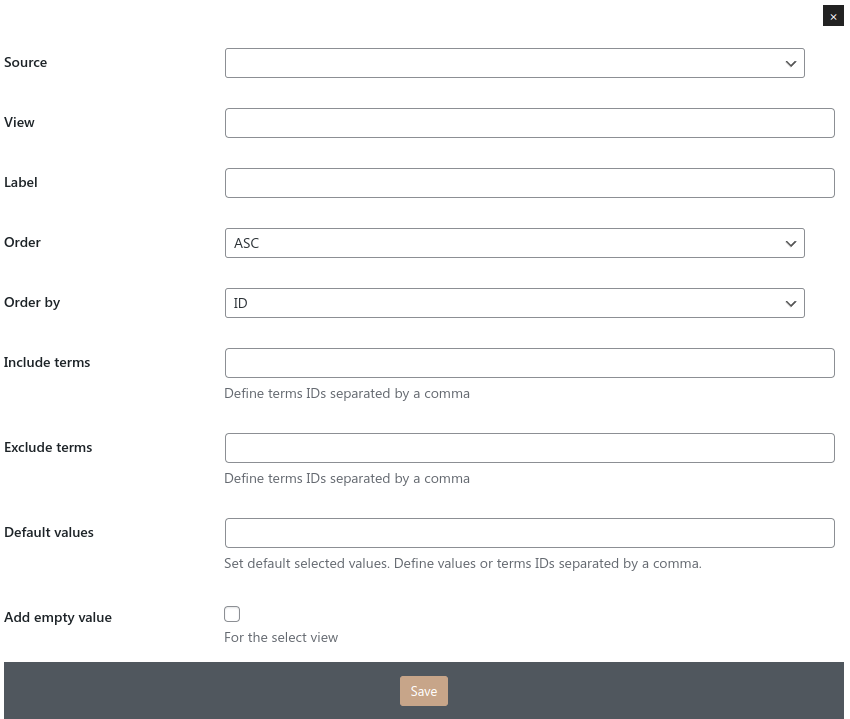 ×
Source
View
Label
Order ASC
Order by ID
Include terms
Define terms IDs separated by a comma
Exclude terms
Define terms IDs separated by a comma
Default values
Set default selected values. Define values or terms IDs separated by a comma.
Add empty value
For the select view
Save